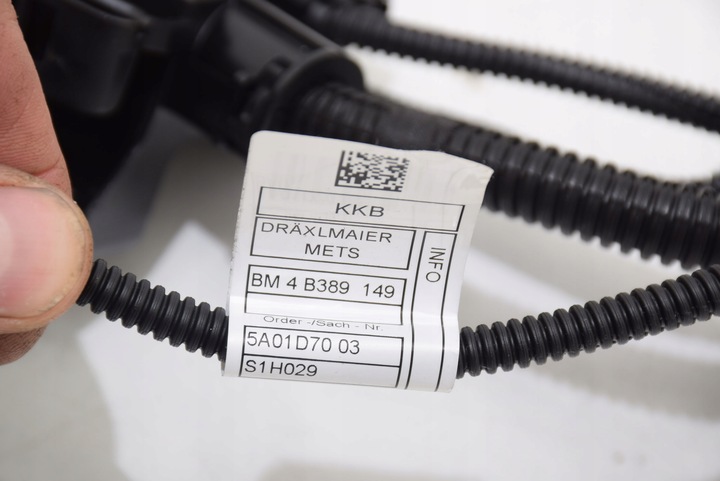 KKB
DRÄXLMAIER
METS
INFO
BM 4 B389 149
Order -/Sach - Nr.
5A01D70 03
S1H029